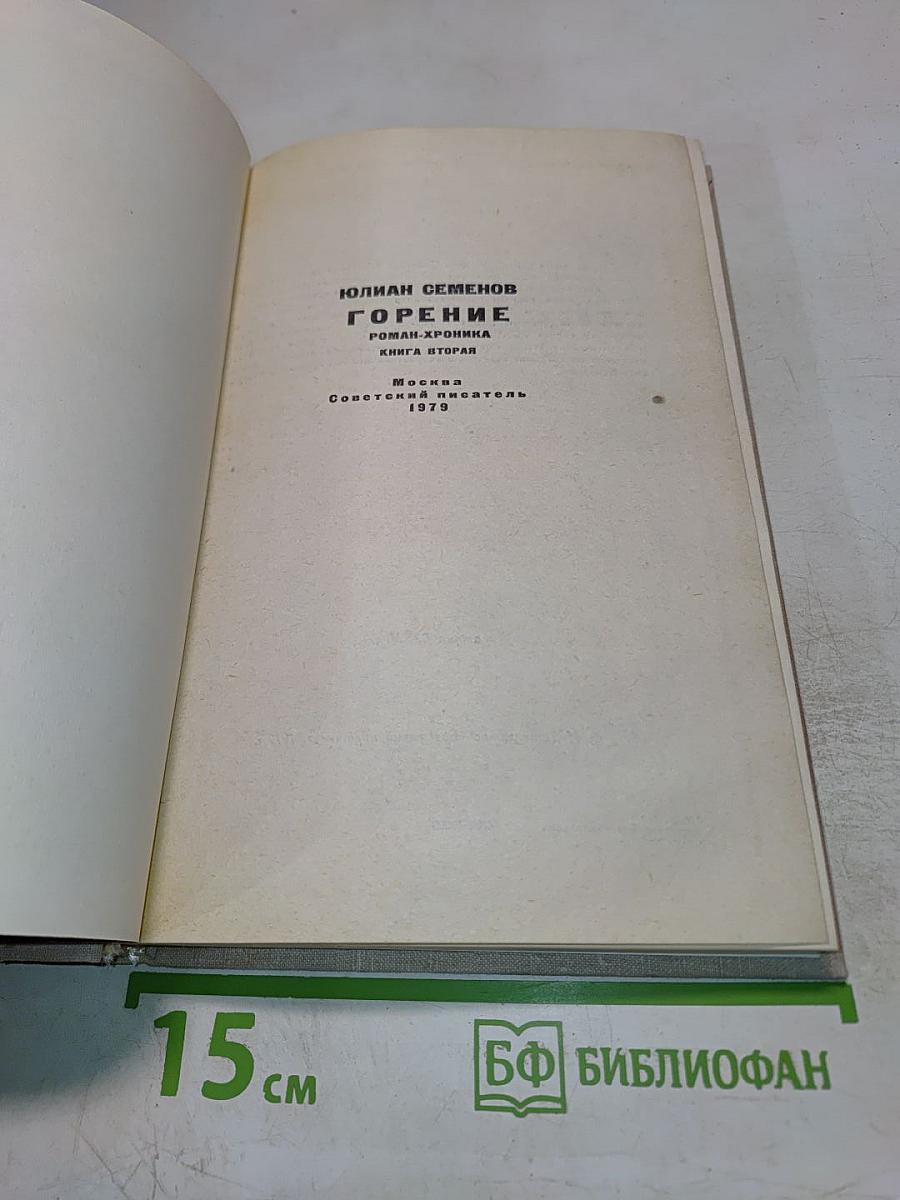 ЮЛИАН СЕМЕНОВ
ГОРЕНИЕ
РОМАН-ХРОНИКА
КНИГА ВТОРАЯ
Москва
Советский писатель
1979
15 см
БФ БИБЛИОФАН